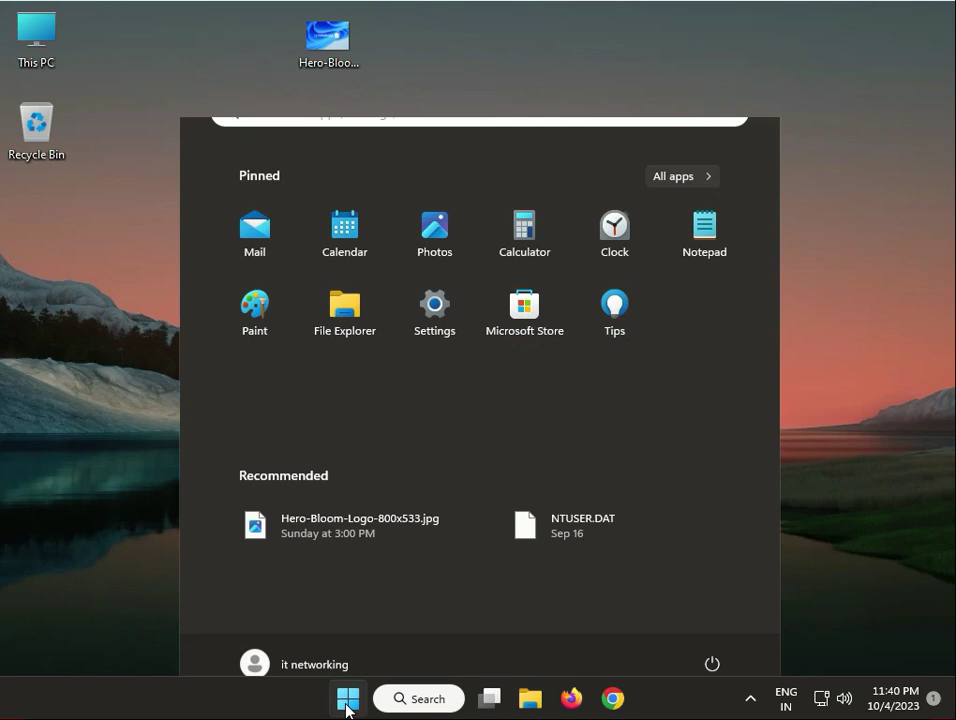 This PC
Hero-Bloo...
Recycle Bin
Pinned
All apps
Mail
Calendar
Photos
Calculator
Clock
Notepad
Paint
File Explorer
Settings
Microsoft Store
Tips
Recommended
Hero-Bloom-Logo-800x533.jpg
Sunday at 3:00 PM
NTUSER.DAT
Sep 16
it networking
Search
ENG
IN
11:40 PM
10/4/2023
1